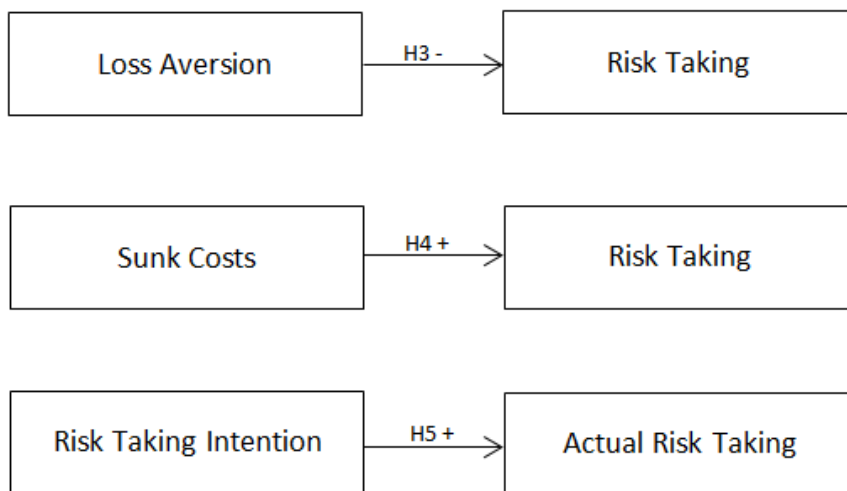 Loss Aversion
H3 -
Risk Taking
Sunk Costs
H4 +
Risk Taking
Risk Taking Intention
H5 +
Actual Risk Taking